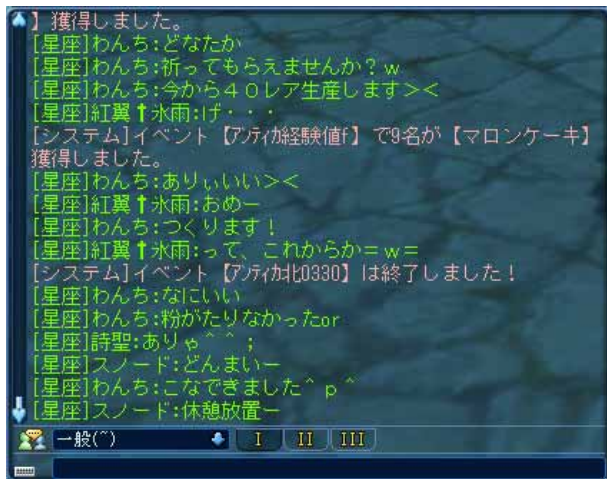 】獲得しました。
[星座]わんち:どなたか
[星座]わんち:祈ってもらえませんか？w
[星座]わんち:今から４０レア生産します><
[星座]紅翼†氷雨:げ・・・
[システム]イベント【ｱﾝﾃｨｶ経験値f】で9名が【マロンケーキ】
獲得しました。
[星座]わんち:ありぃいい><
[星座]紅翼†氷雨:おめー
[星座]わんち:つくります！
[星座]紅翼†氷雨:って、これからか=w=
[システム]イベント【ｱﾝﾃｨｶ北0330】は終了しました！
[星座]わんち:なにいい
[星座]わんち:粉がたりなかったor
[星座]詩聖:ありゃ^^;
[星座]スノード:どんまいー
[星座]わんち:こなできました^ｐ^
[星座]スノード:休憩放置ー
一般(~) I II III